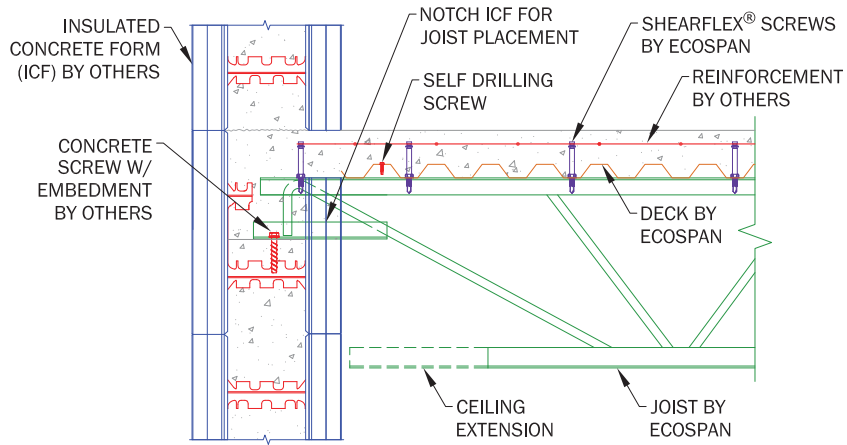 INSULATED
CONCRETE FORM
(ICF) BY OTHERS
NOTCH ICF FOR
JOIST PLACEMENT
SHEARFLEX® SCREWS
BY ECOSPAN
SELF DRILLING
SCREW
REINFORCEMENT
BY OTHERS
CONCRETE
SCREW W/
EMBEDMENT
BY OTHERS
DECK BY
ECOSPAN
CEILING
EXTENSION
JOIST BY
ECOSPAN